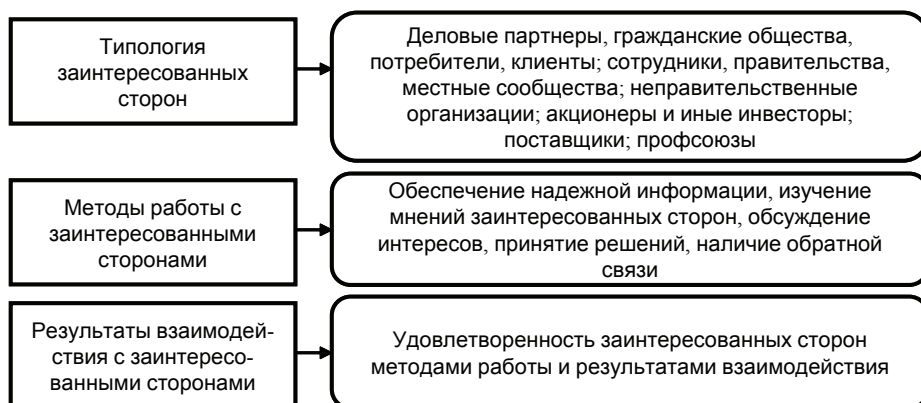 Типология
заинтересованных
сторон
Деловые партнеры, гражданские общества,
потребители, клиенты; сотрудники, правительства,
местные сообщества; неправительственные
организации; акционеры и иные инвесторы;
поставщики; профсоюзы
Методы работы с
заинтересованными
сторонами
Обеспечение надежной информации, изучение
мнений заинтересованных сторон, обсуждение
интересов, принятие решений, наличие обратной
связи
Результаты взаимодей-
ствия с заинтересо-
ванными сторонами
Удовлетворенность заинтересованных сторон
методами работы и результатами взаимодействия